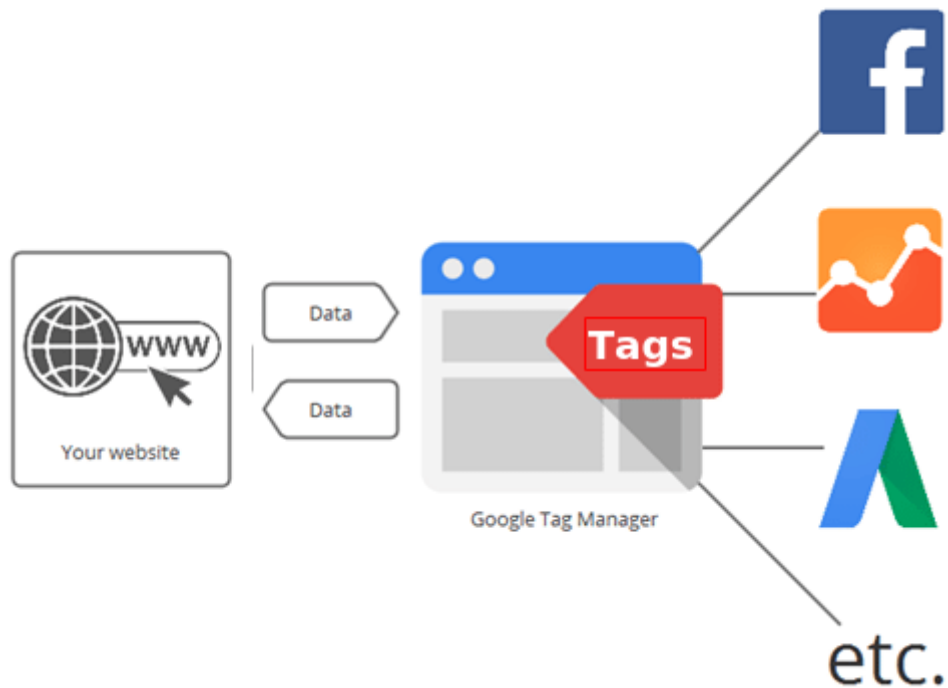 www
Your website
Data
Data
Tags
Google Tag Manager
f
etc.